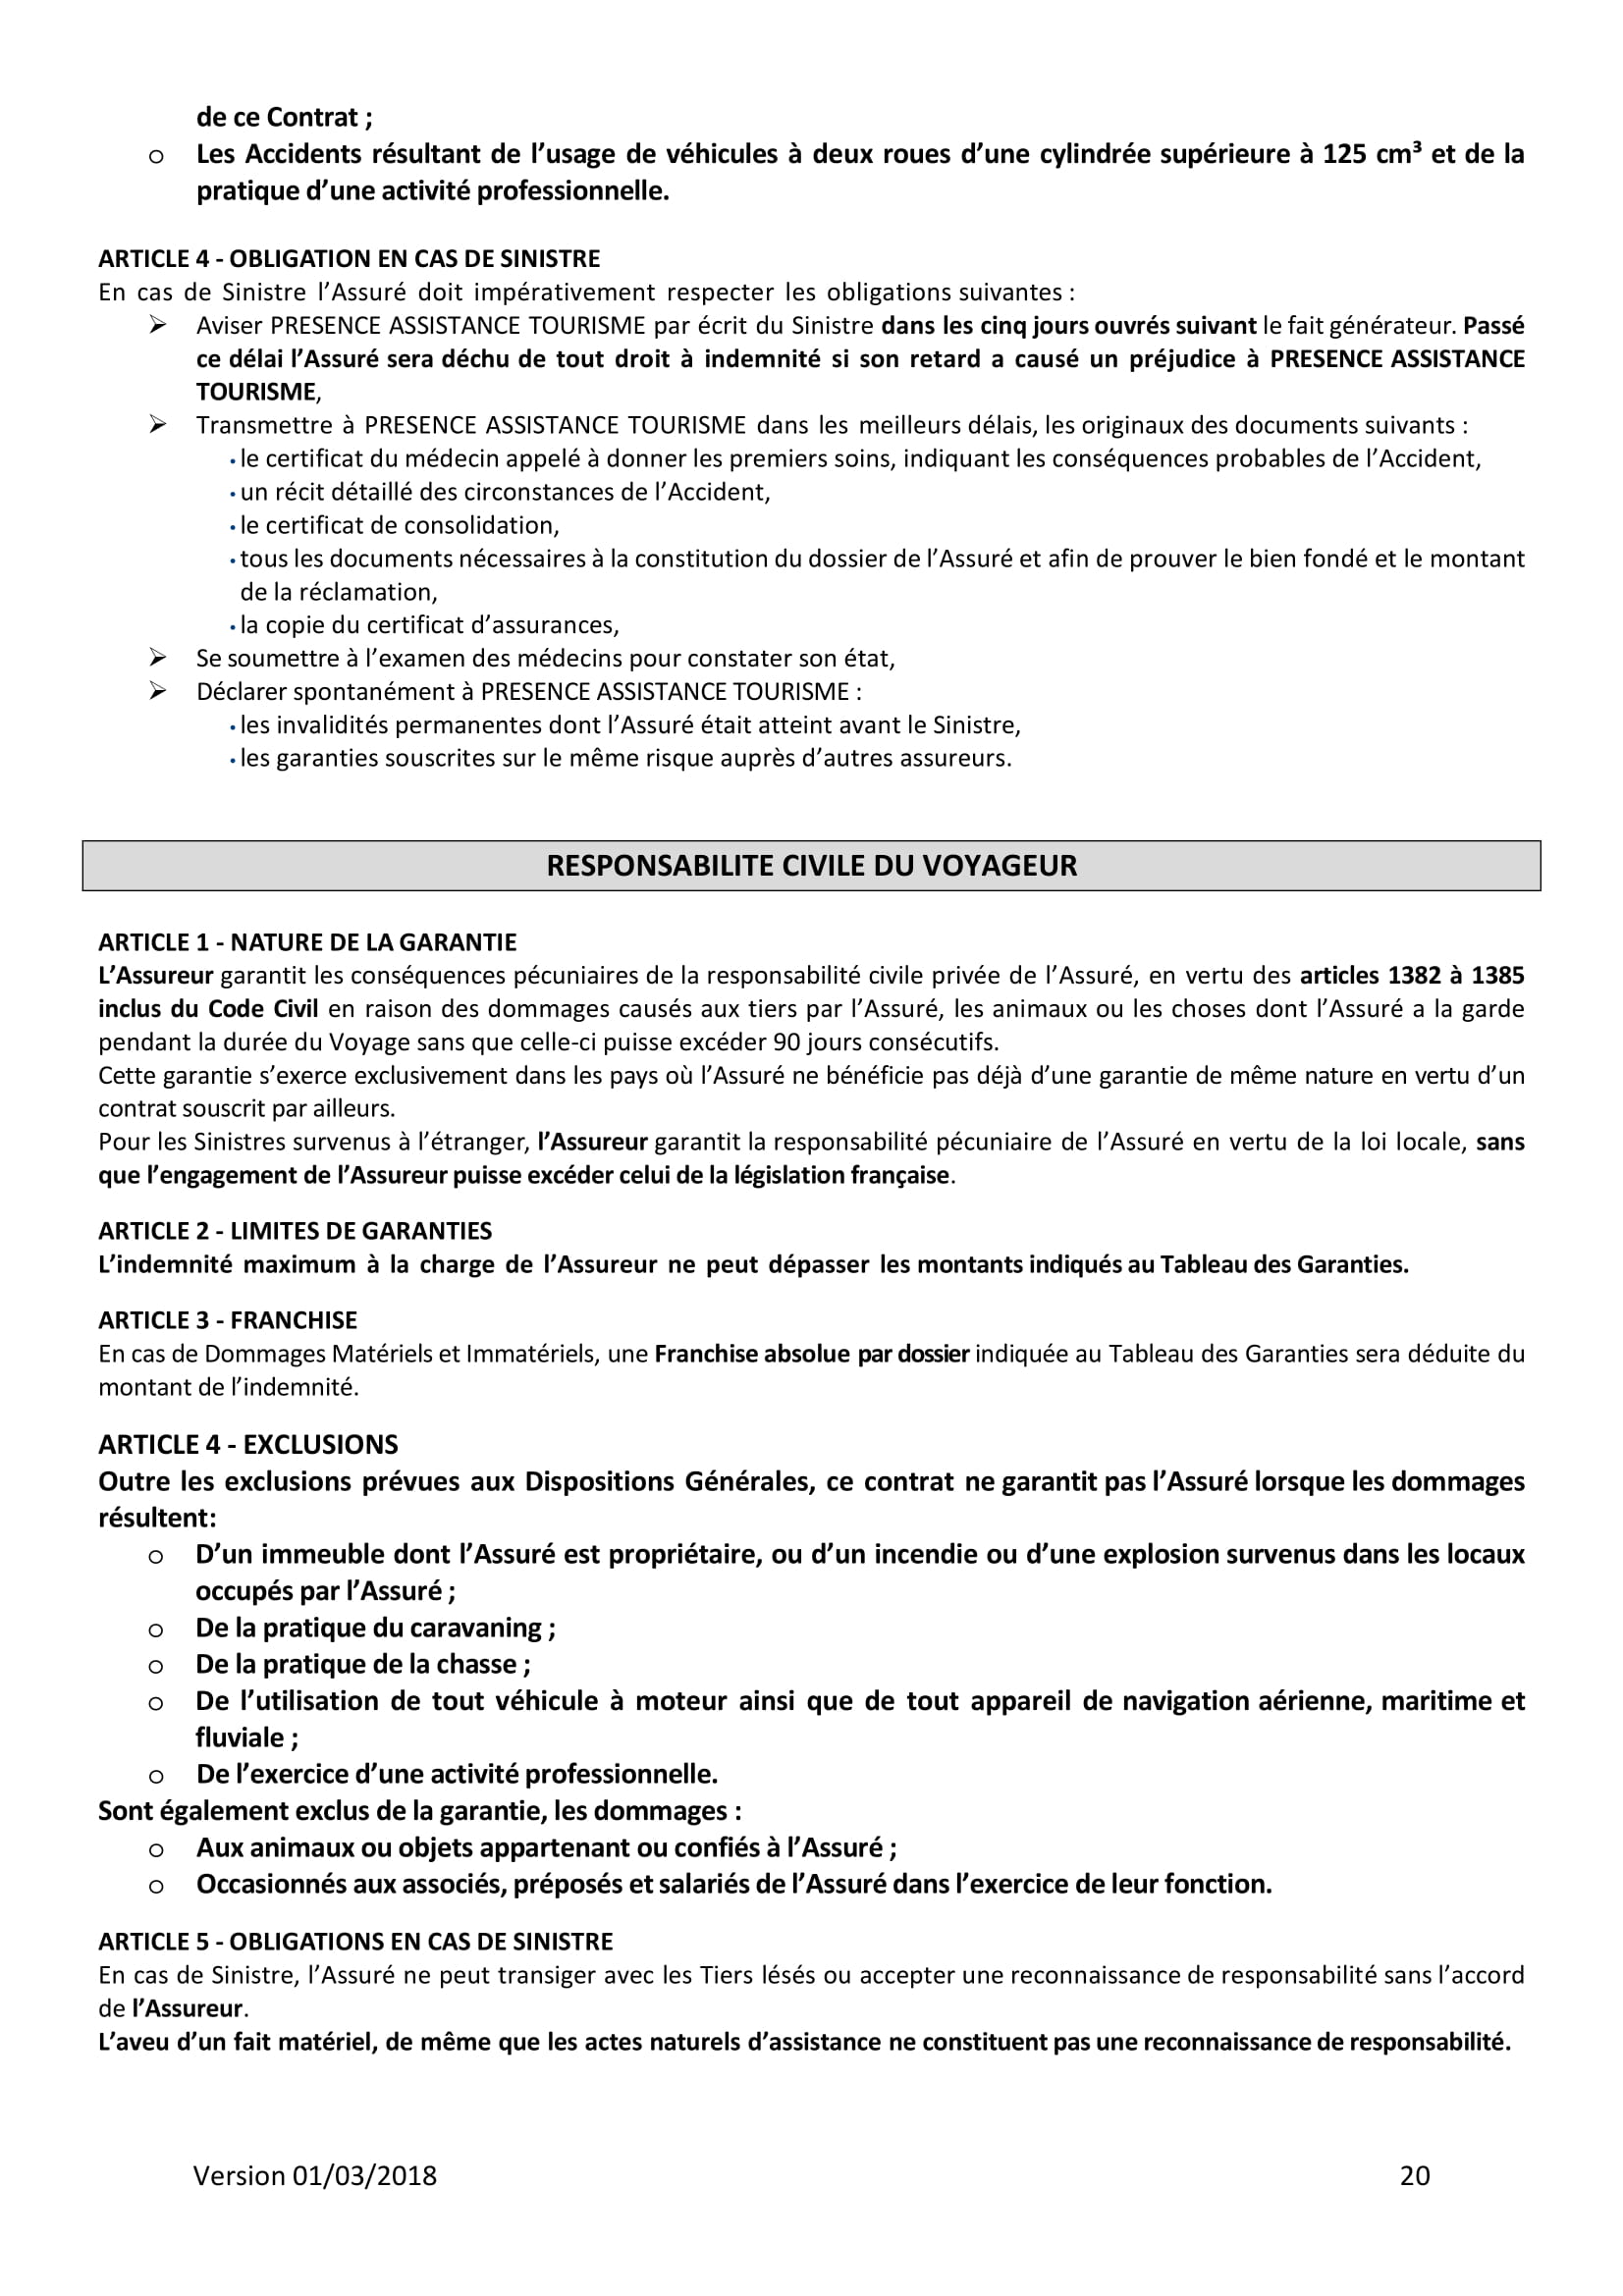 de ce Contrat ;
o Les Accidents résultant de l’usage de véhicules à deux roues d’une cylindrée supérieure à 125 cm³ et de la
pratique d’une activité professionnelle.
ARTICLE 4 - OBLIGATION EN CAS DE SINISTRE
En cas de Sinistre l’Assuré doit impérativement respecter les obligations suivantes :
➢ Aviser PRESENCE ASSISTANCE TOURISME par écrit du Sinistre dans les cinq jours ouvrés suivant le fait générateur. Passé
ce délai l’Assuré sera déchu de tout droit à indemnité si son retard a causé un préjudice à PRESENCE ASSISTANCE
TOURISME,
➢ Transmettre à PRESENCE ASSISTANCE TOURISME dans les meilleurs délais, les originaux des documents suivants :
• le certificat du médecin appelé à donner les premiers soins, indiquant les conséquences probables de l’Accident,
• un récit détaillé des circonstances de l’Accident,
• le certificat de consolidation,
• tous les documents nécessaires à la constitution du dossier de l’Assuré et afin de prouver le bien fondé et le montant
de la réclamation,
• la copie du certificat d’assurances,
➢ Se soumettre à l’examen des médecins pour constater son état,
➢ Déclarer spontanément à PRESENCE ASSISTANCE TOURISME :
• les invalidités permanentes dont l’Assuré était atteint avant le Sinistre,
• les garanties souscrites sur le même risque auprès d’autres assureurs.
RESPONSABILITE CIVILE DU VOYAGEUR
ARTICLE 1 - NATURE DE LA GARANTIE
L’Assureur garantit les conséquences pécuniaires de la responsabilité civile privée de l’Assuré, en vertu des articles 1382 à 1385
inclus du Code Civil en raison des dommages causés aux tiers par l’Assuré, les animaux ou les choses dont l’Assuré a la garde
pendant la durée du Voyage sans que celle-ci puisse excéder 90 jours consécutifs.
Cette garantie s’exerce exclusivement dans les pays où l’Assuré ne bénéficie pas déjà d’une garantie de même nature en vertu d’un
contrat souscrit par ailleurs.
Pour les Sinistres survenus à l’étranger, l’Assureur garantit la responsabilité pécuniaire de l’Assuré en vertu de la loi locale, sans
que l’engagement de l’Assureur puisse excéder celui de la législation française.
ARTICLE 2 - LIMITES DE GARANTIES
L’indemnité maximum à la charge de l’Assureur ne peut dépasser les montants indiqués au Tableau des Garanties.
ARTICLE 3 - FRANCHISE
En cas de Dommages Matériels et Immatériels, une Franchise absolue par dossier indiquée au Tableau des Garanties sera déduite du
montant de l’indemnité.
ARTICLE 4 - EXCLUSIONS
Outre les exclusions prévues aux Dispositions Générales, ce contrat ne garantit pas l’Assuré lorsque les dommages
résultent:
o D’un immeuble dont l’Assuré est propriétaire, ou d’un incendie ou d’une explosion survenus dans les locaux
occupés par l’Assuré ;
o De la pratique du caravaning ;
o De la pratique de la chasse ;
o De l’utilisation de tout véhicule à moteur ainsi que de tout appareil de navigation aérienne, maritime et
fluviale ;
o De l’exercice d’une activité professionnelle.
Sont également exclus de la garantie, les dommages :
o Aux animaux ou objets appartenant ou confiés à l’Assuré ;
o Occasionnés aux associés, préposés et salariés de l’Assuré dans l’exercice de leur fonction.
ARTICLE 5 - OBLIGATIONS EN CAS DE SINISTRE
En cas de Sinistre, l’Assuré ne peut transiger avec les Tiers lésés ou accepter une reconnaissance de responsabilité sans l’accord
de l’Assureur.
L’aveu d’un fait matériel, de même que les actes naturels d’assistance ne constituent pas une reconnaissance de responsabilité.
Version 01/03/2018 20